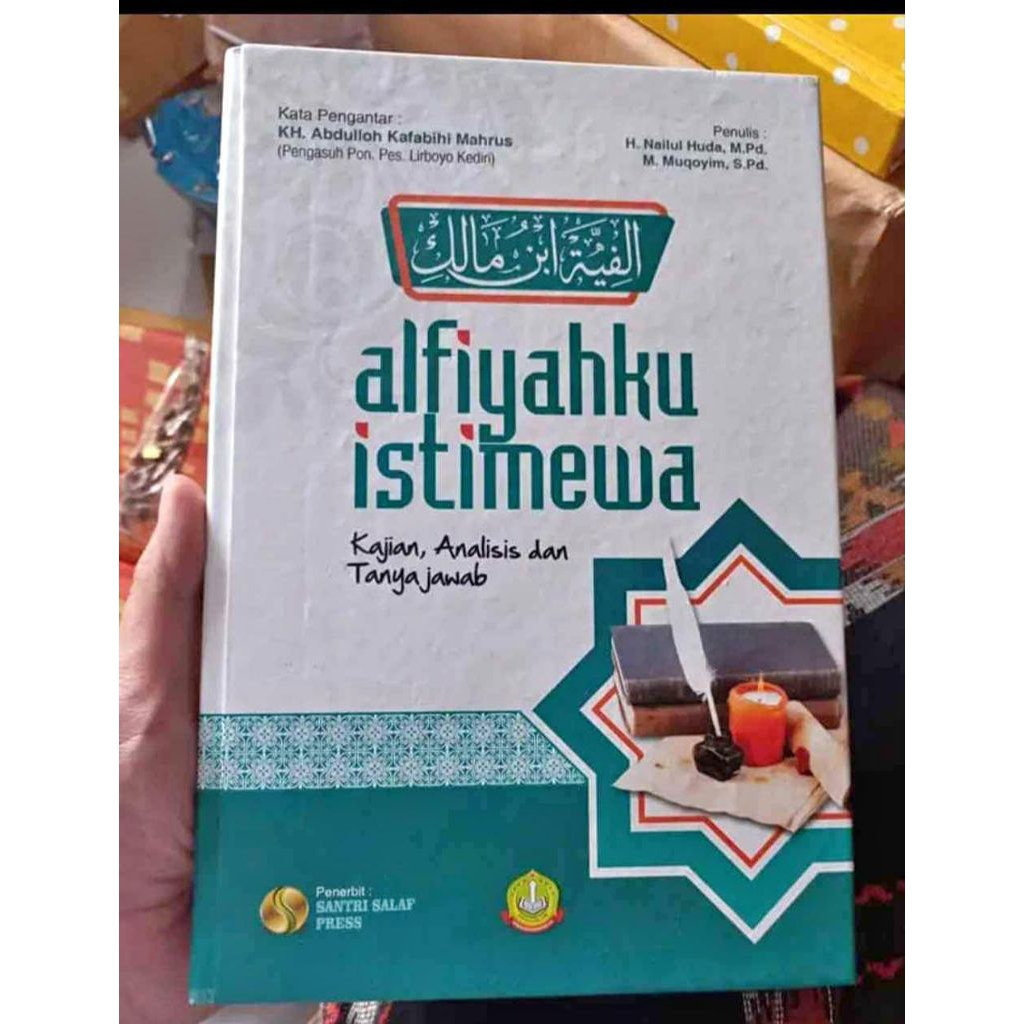 Kata Pengantar :
KH. Abdulloh Kafabihi Mahrus
(Pengasuh Pon. Pes. Lirboyo Kediri)
Penulis :
H. Nailul Huda, M.Pd.
M. Muqoyim, S.Pd.
الفيّة ابن مالك
alfiyahku
istimewa
Kajian, Analisis dan
Tanya jawab
Penerbit :
SANTRI SALAF
PRESS